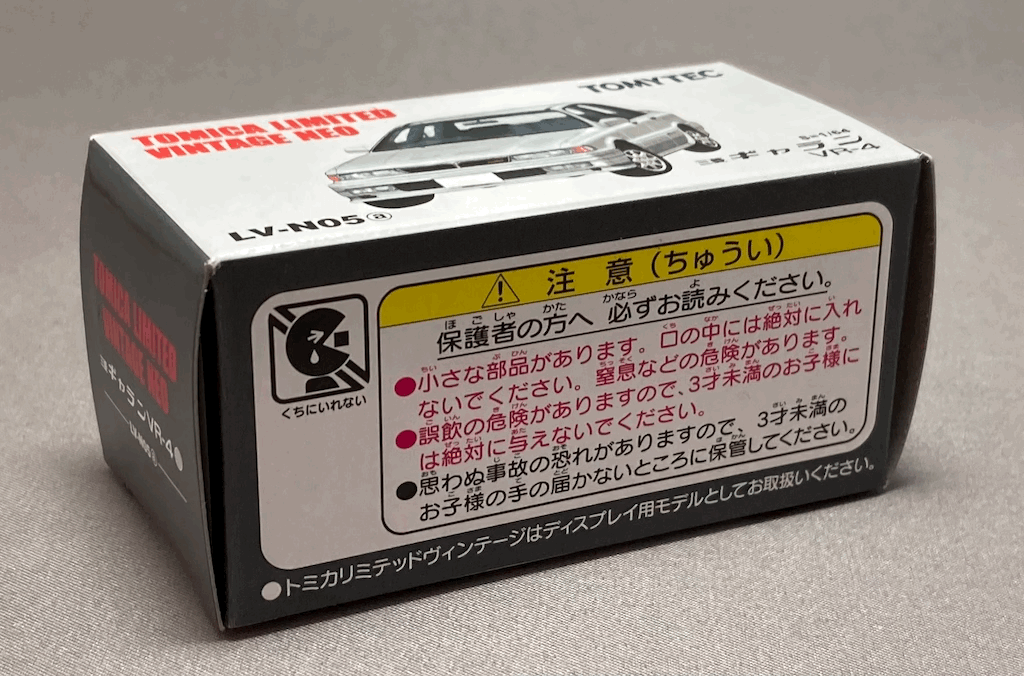 TOMICA LIMITED
VINTAGE NEO
TOMYTEC
S=1/64
三菱 ギャラン
VR-4
LV-N05ⓐ
TOMICA LIMITED
VINTAGE NEO
三菱 ギャランVR-4
LV-N05ⓐ
⚠ 注 意 (ちゅうい)
保護者の方へ 必ずお読みください。
●小さな部品があります。口の中には絶対に入れ
ないでください。窒息などの危険があります。
●誤飲の危険がありますので、3才未満のお子様に
は絶対に与えないでください。
●思わぬ事故の恐れがありますので、3才未満の
お子様の手の届かないところに保管してください。
くちにいれない
●トミカリミテッドヴィンテージはディスプレイ用モデルとしてお取扱いください。